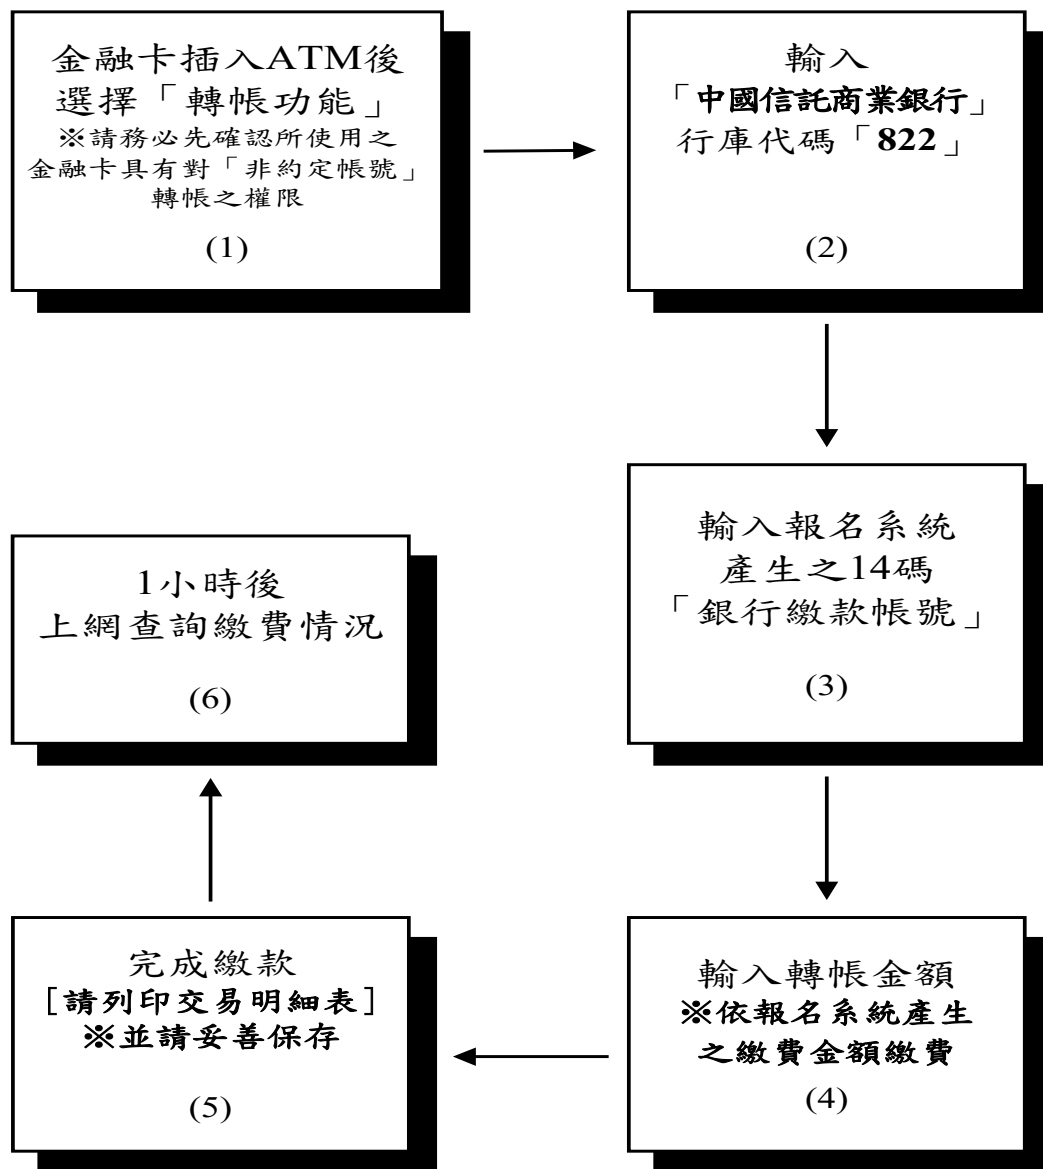 金融卡插入ATM後
選擇「轉帳功能」
※請務必先確認所使用之
金融卡具有對「非約定帳號」
轉帳之權限
(1)
輸入
「中國信託商業銀行」
行庫代碼「822」
(2)
輸入報名系統
產生之14碼
「銀行繳款帳號」
(3)
輸入轉帳金額
※依報名系統產生
之繳費金額繳費
(4)
完成繳款
[請列印交易明細表]
※並請妥善保存
(5)
1小時後
上網查詢繳費情況
(6)